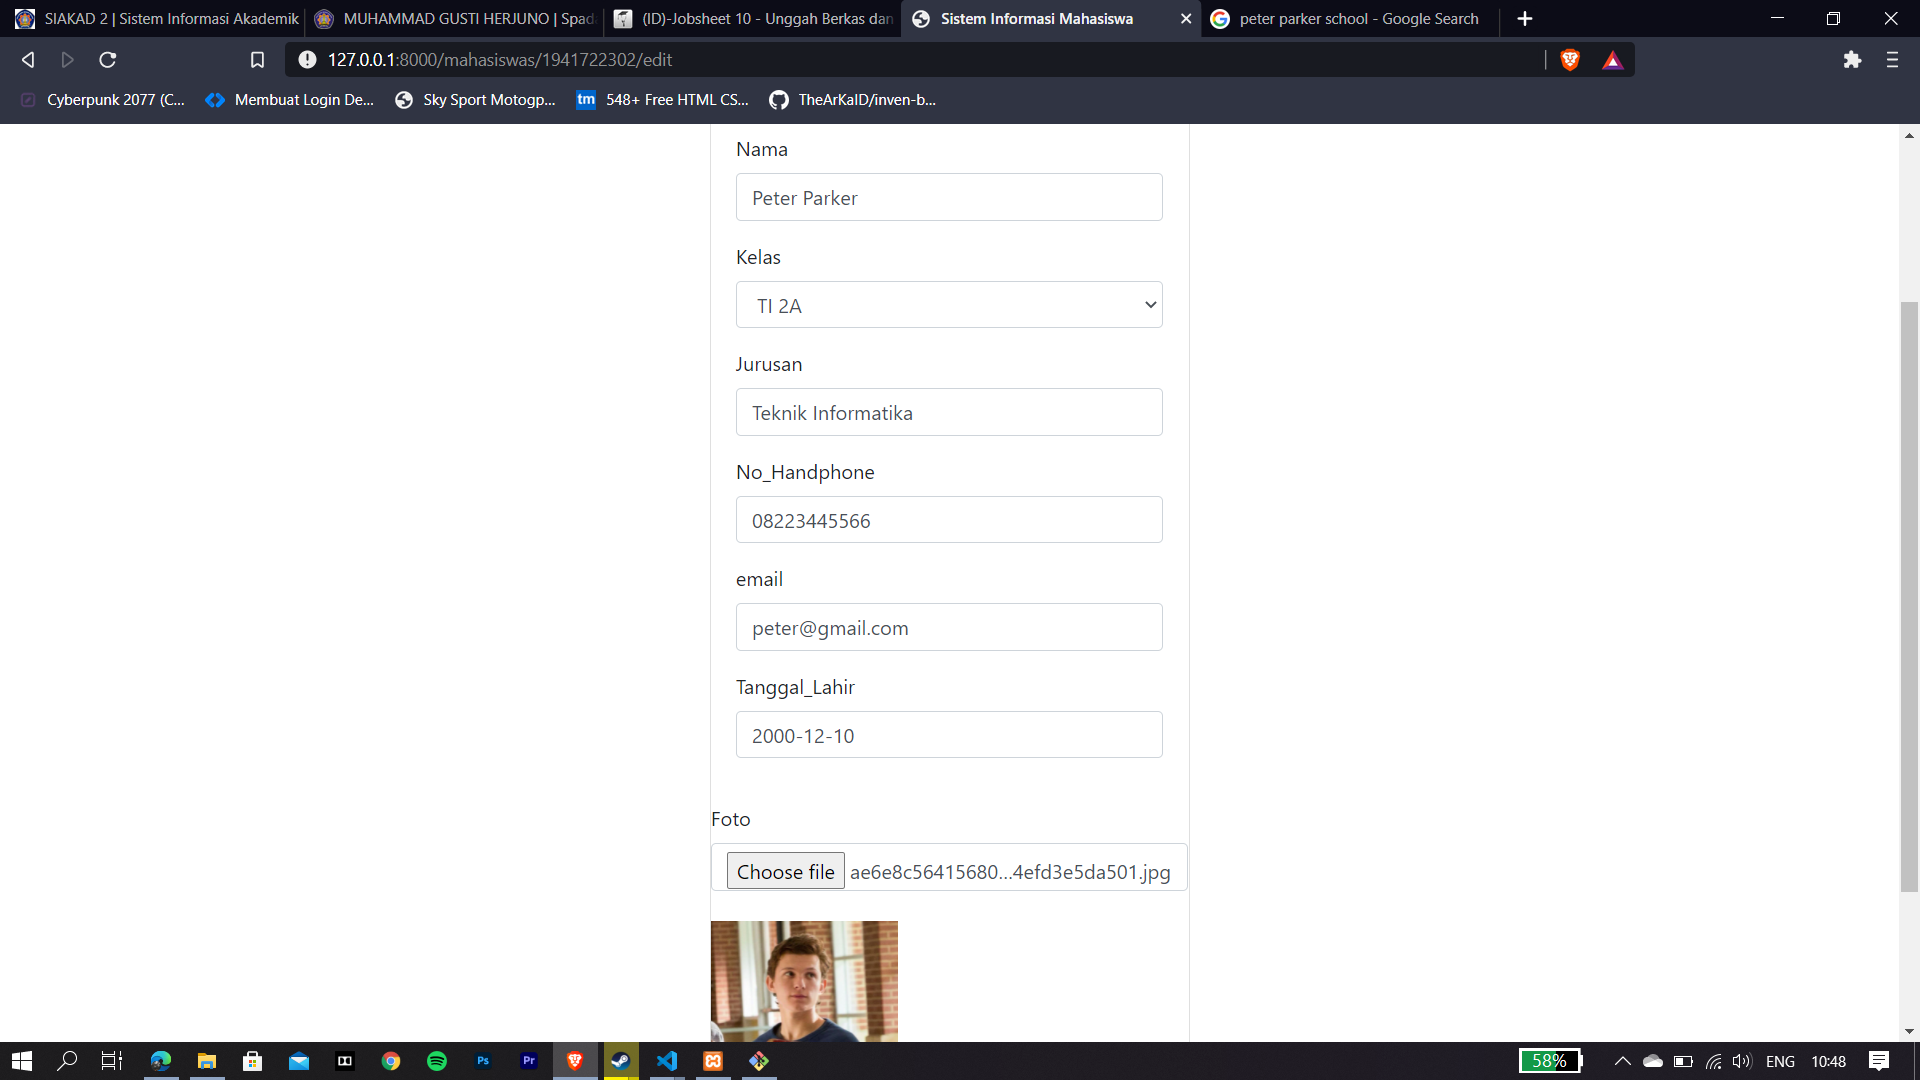 SIAKAD 2 | Sistem Informasi Akademik
MUHAMMAD GUSTI HERJUNO | Spad
(ID)-Jobsheet 10 - Unggah Berkas dan
Sistem Informasi Mahasiswa
peter parker school - Google Search
127.0.0.1:8000/mahasiswas/1941722302/edit
Cyberpunk 2077 (C...
Membuat Login De...
Sky Sport Motogp...
tm
548+ Free HTML CS...
TheArKaID/inven-b...
Nama
Peter Parker
Kelas
TI 2A
Jurusan
Teknik Informatika
No_Handphone
08223445566
email
peter@gmail.com
Tanggal_Lahir
2000-12-10
Foto
Choose file ae6e8c56415680...4efd3e5da501.jpg
Ps
Pr
58%
ENG
10:48